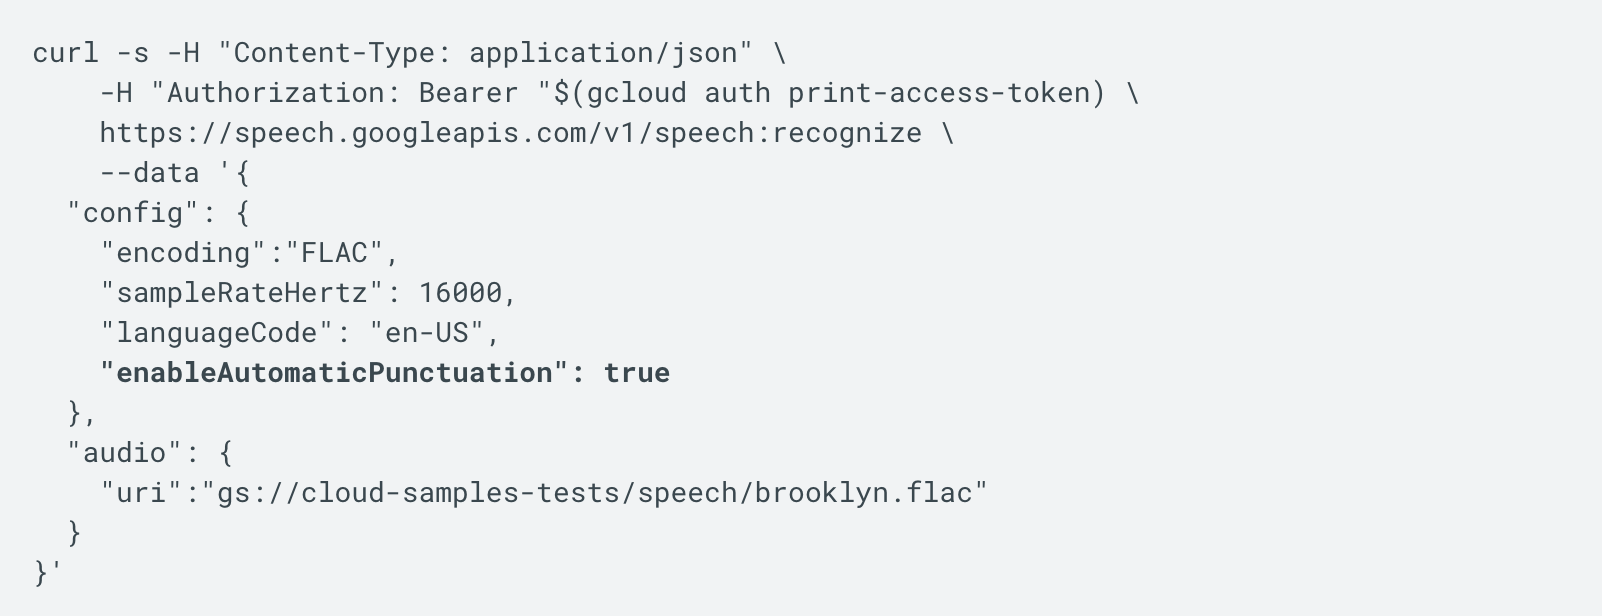 curl -s -H "Content-Type: application/json" \
    -H "Authorization: Bearer "$(gcloud auth print-access-token) \
    https://speech.googleapis.com/v1/speech:recognize \
    --data '{
  "config": {
    "encoding":"FLAC",
    "sampleRateHertz": 16000,
    "languageCode": "en-US",
    "enableAutomaticPunctuation": true
  },
  "audio": {
    "uri":"gs://cloud-samples-tests/speech/brooklyn.flac"
  }
}'